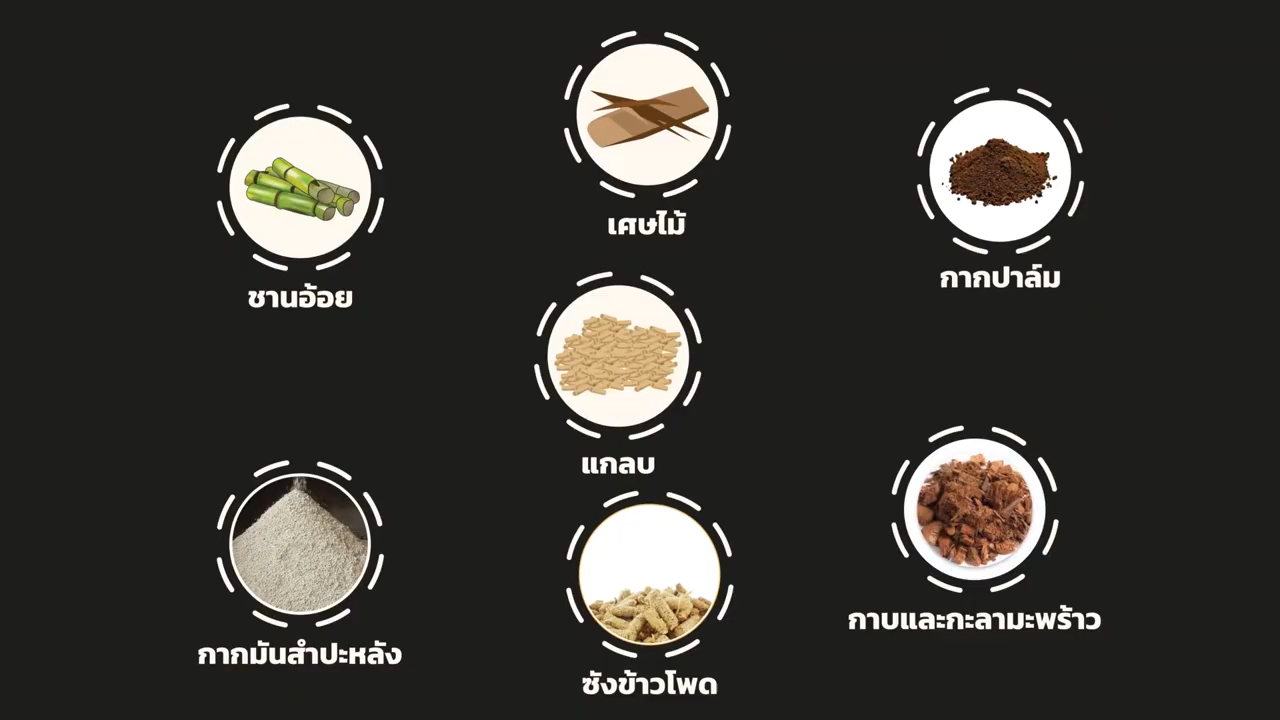 เศษไม้
กากปาล์ม
ชานอ้อย
แกลบ
กาบและกะลามะพร้าว
กากมันสำปะหลัง
ซังข้าวโพด